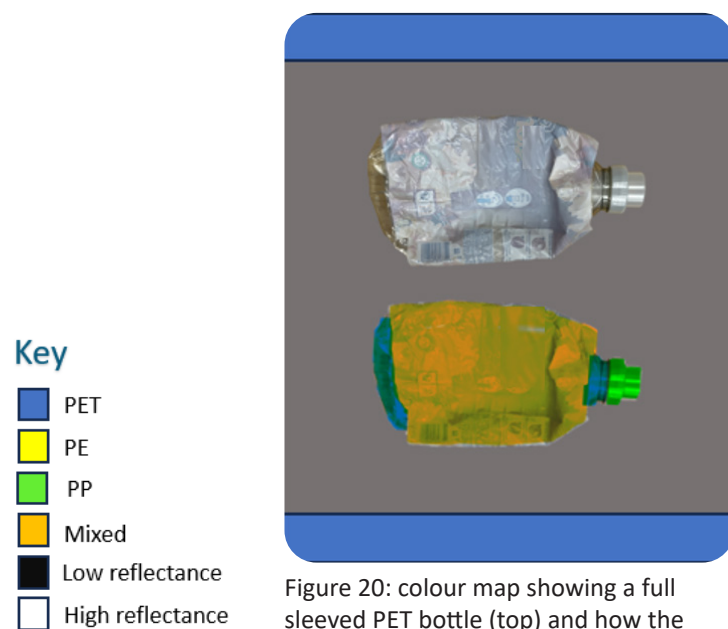 Key
PET
PE
PP
Mixed
Low reflectance
High reflectance
Figure 20: colour map showing a full
sleeved PET bottle (top) and how the